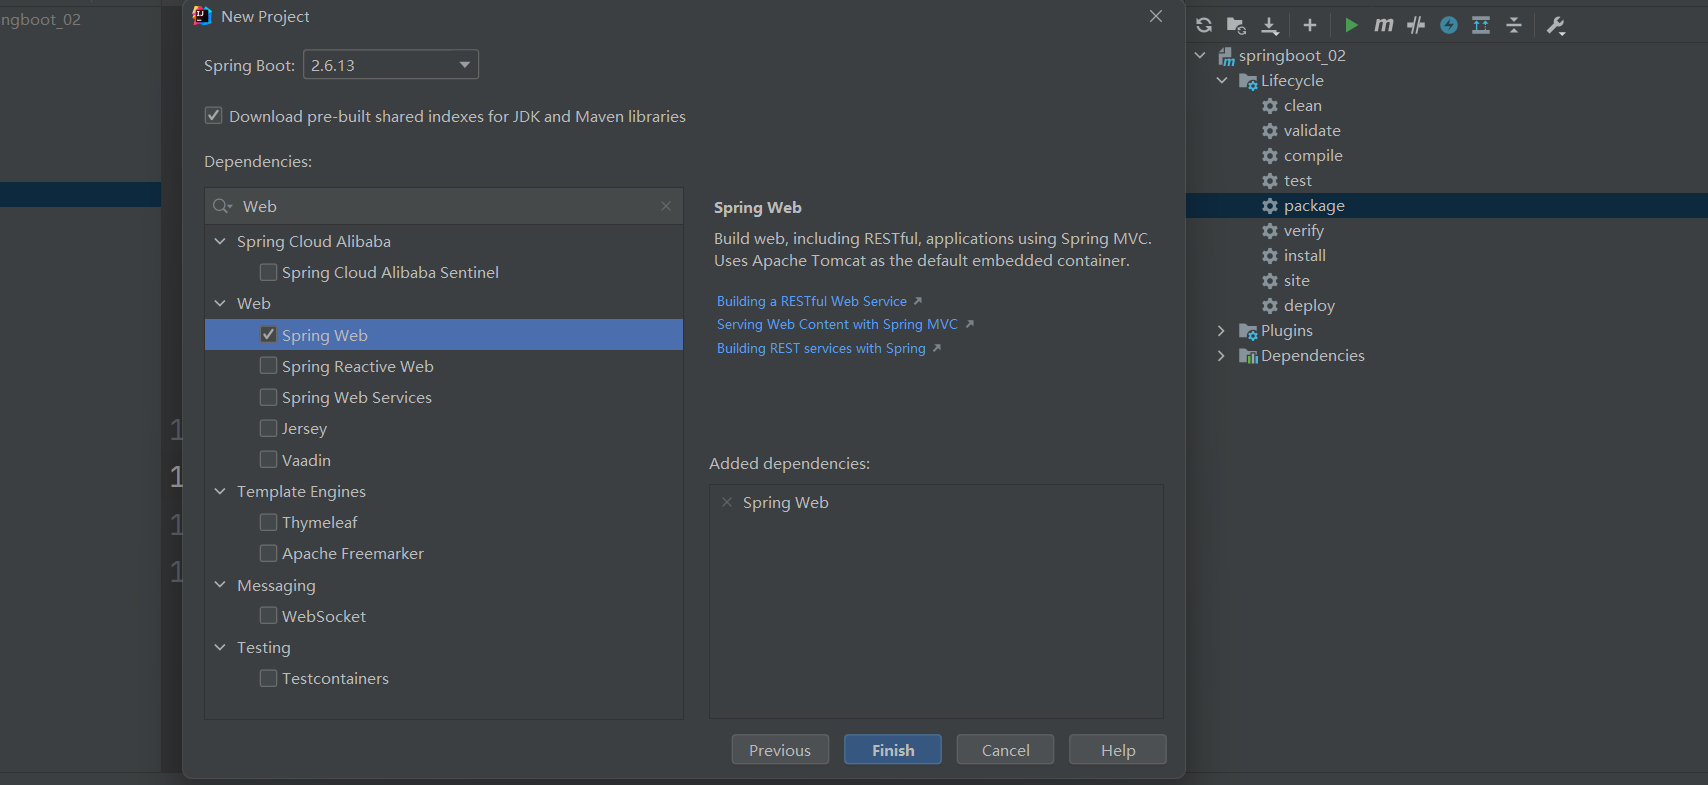 ngboot_02
New Project
Spring Boot: 2.6.13
Download pre-built shared indexes for JDK and Maven libraries
Dependencies:
Web
Spring Cloud Alibaba
Spring Cloud Alibaba Sentinel
Web
Spring Web
Spring Reactive Web
Spring Web Services
Jersey
Vaadin
Template Engines
Thymeleaf
Apache Freemarker
Messaging
WebSocket
Testing
Testcontainers
Spring Web
Build web, including RESTful, applications using Spring MVC.
Uses Apache Tomcat as the default embedded container.
Building a RESTful Web Service
Serving Web Content with Spring MVC
Building REST services with Spring
Added dependencies:
Spring Web
Previous
Finish
Cancel
Help
1
1
1
1
springboot_02
Lifecycle
clean
validate
compile
test
package
verify
install
site
deploy
Plugins
Dependencies